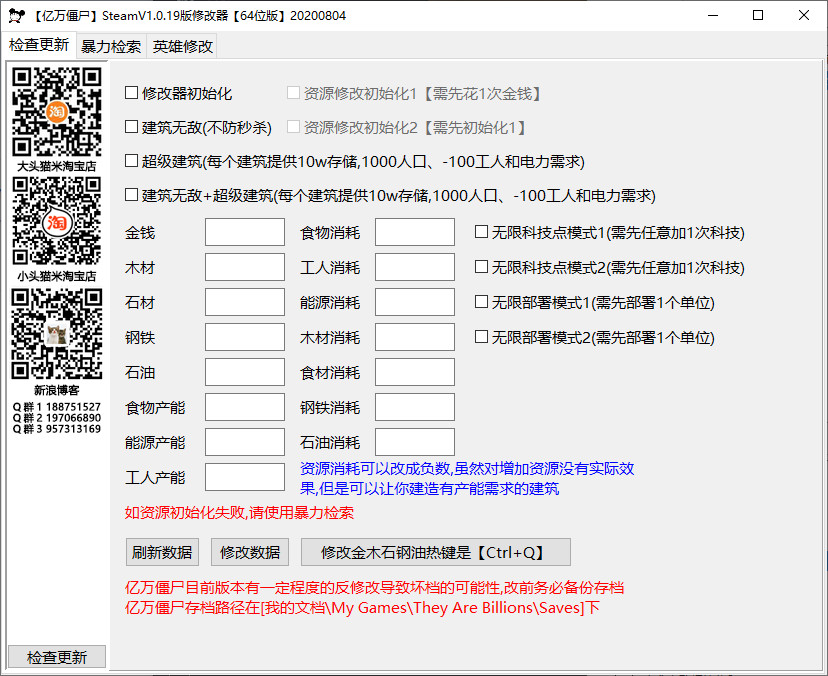 【亿万僵尸】SteamV1.0.19版修改器【64位版】20200804
检查更新 暴力检索 英雄修改
大头猫米淘宝店
小头猫米淘宝店
新浪博客
Q群1 188751527
Q群2 197066890
Q群3 957313169
检查更新
修改器初始化 资源修改初始化1【需先花1次金钱】
建筑无敌(不防秒杀) 资源修改初始化2【需先初始化1】
超级建筑(每个建筑提供10w存储,1000人口、-100工人和电力需求)
建筑无敌+超级建筑(每个建筑提供10w存储,1000人口、-100工人和电力需求)
金钱 食物消耗 无限科技点模式1(需先任意加1次科技)
木材 工人消耗 无限科技点模式2(需先任意加1次科技)
石材 能源消耗 无限部署模式1(需先部署1个单位)
钢铁 木材消耗 无限部署模式2(需先部署1个单位)
石油 食材消耗
食物产能 钢铁消耗
能源产能 石油消耗
工人产能 资源消耗可以改成负数,虽然对增加资源没有实际效
果,但是可以让你建造有产能需求的建筑
如资源初始化失败,请使用暴力检索
刷新数据 修改数据 修改金木石钢油热键是【Ctrl+Q】
亿万僵尸目前版本有一定程度的反修改导致坏档的可能性,改前务必备份存档
亿万僵尸存档路径在[我的文档\My Games\They Are Billions\Saves]下